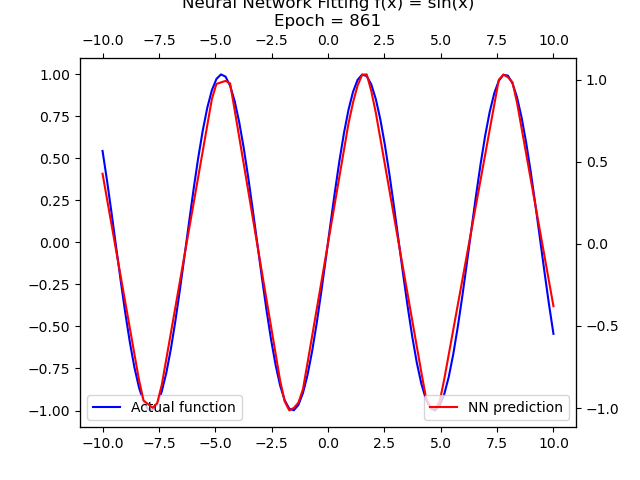 Neural Network Fitting f(x) = sin(x)
Epoch = 861
−10.0 −7.5 −5.0 −2.5 0.0 2.5 5.0 7.5 10.0
1.00
0.75
0.50
0.25
0.00
−0.25
−0.50
−0.75
−1.00
1.0
0.5
0.0
−0.5
−1.0
Actual function
NN prediction
−10.0 −7.5 −5.0 −2.5 0.0 2.5 5.0 7.5 10.0